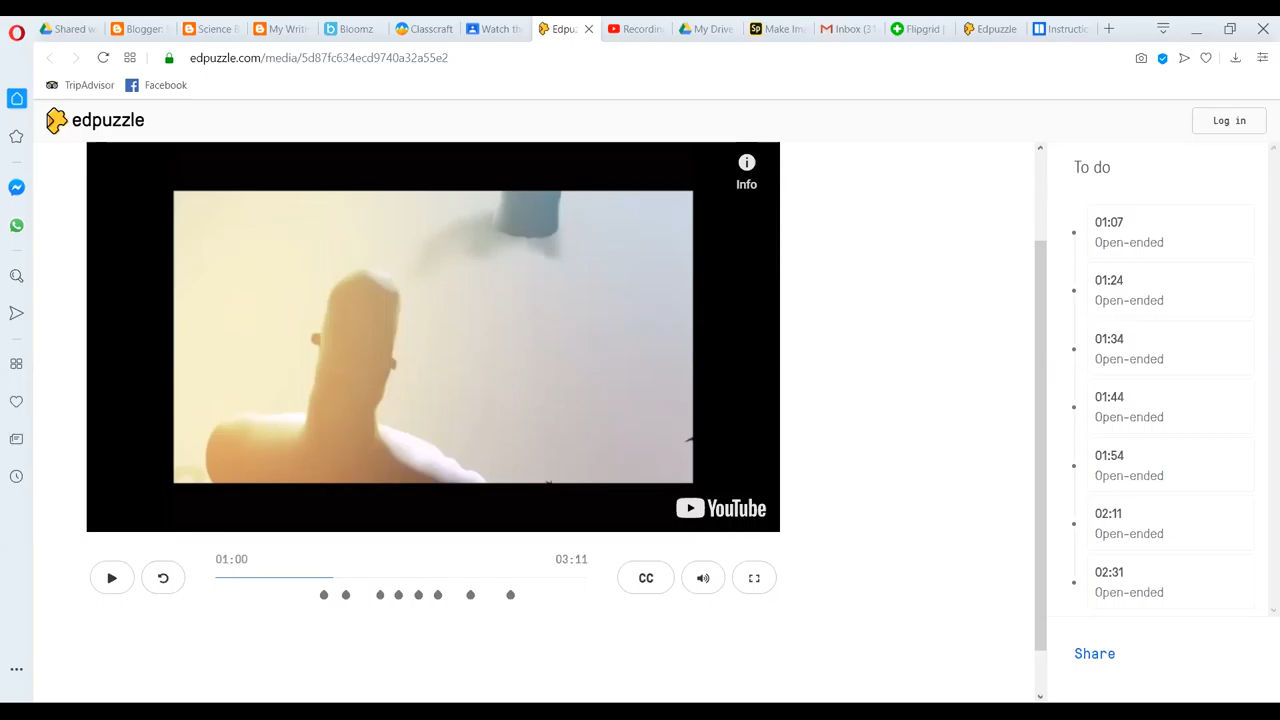 Shared w
Blogger:
Science B
My Writ
Bloomz
Classcraft
Watch th
Edpu
Recordin
My Drive
Make Im
Inbox (3
Flipgrid |
Edpuzzle
Instructi
edpuzzle.com/media/5d87fc634ecd9740a32a55e2
TripAdvisor
Facebook
edpuzzle
Log in
Info
YouTube
01:00
03:11
CC
To do
01:07
Open-ended
01:24
Open-ended
01:34
Open-ended
01:44
Open-ended
01:54
Open-ended
02:11
Open-ended
02:31
Open-ended
Share